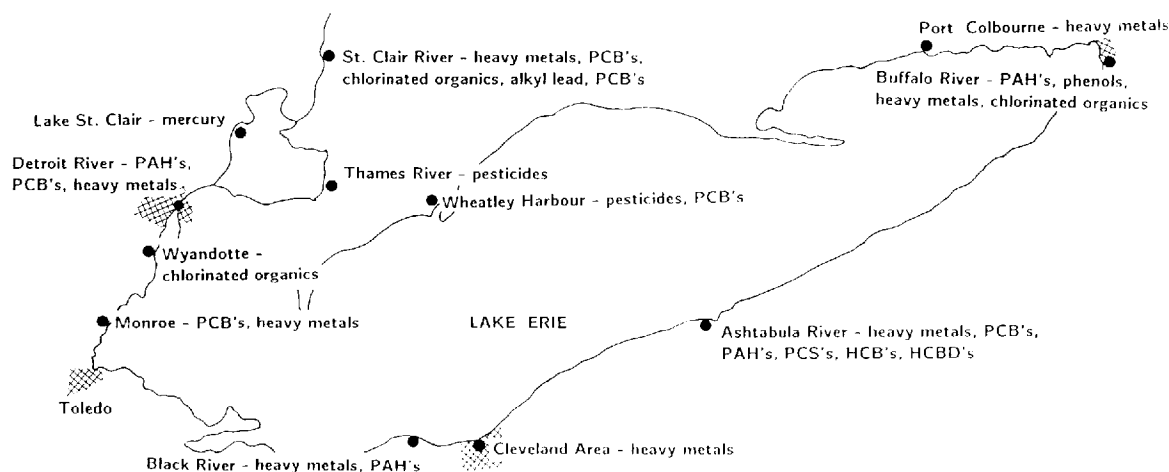 Port Colbourne - heavy metals
St. Clair River - heavy metals, PCB's,
chlorinated organics, alkyl lead, PCB's
Buffalo River - PAH's, phenols,
heavy metals, chlorinated organics
Lake St. Clair - mercury
Detroit River - PAH's,
PCB's, heavy metals
Thames River - pesticides
Wheatley Harbour - pesticides, PCB's
Wyandotte -
chlorinated organics
Monroe - PCB's, heavy metals
LAKE ERIE
Ashtabula River - heavy metals, PCB's,
PAH's, PCS's, HCB's, HCBD's
Toledo
Cleveland Area - heavy metals
Black River - heavy metals, PAH's